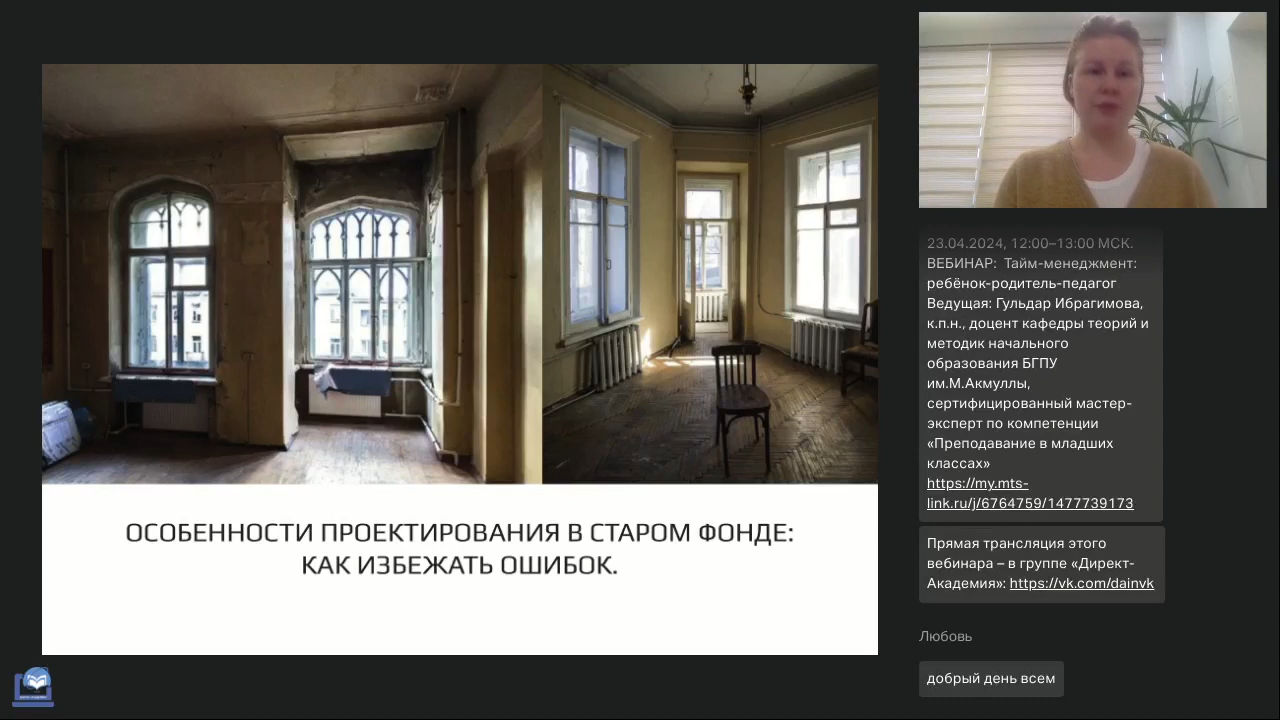 ОСОБЕННОСТИ ПРОЕКТИРОВАНИЯ В СТАРОМ ФОНДЕ:
КАК ИЗБЕЖАТЬ ОШИБОК.
23.04.2024, 12:00–13:00 МСК.
ВЕБИНАР: Тайм-менеджмент:
ребёнок-родитель-педагог
Ведущая: Гульдар Ибрагимова,
к.п.н., доцент кафедры теорий и
методик начального
образования БГПУ
им.М.Акмуллы,
сертифицированный мастер-
эксперт по компетенции
«Преподавание в младших
классах»
https://my.mts-
link.ru/j/6764759/1477739173
Прямая трансляция этого
вебинара – в группе «Директ-
Академия»: https://vk.com/dainvk
Любовь
добрый день всем